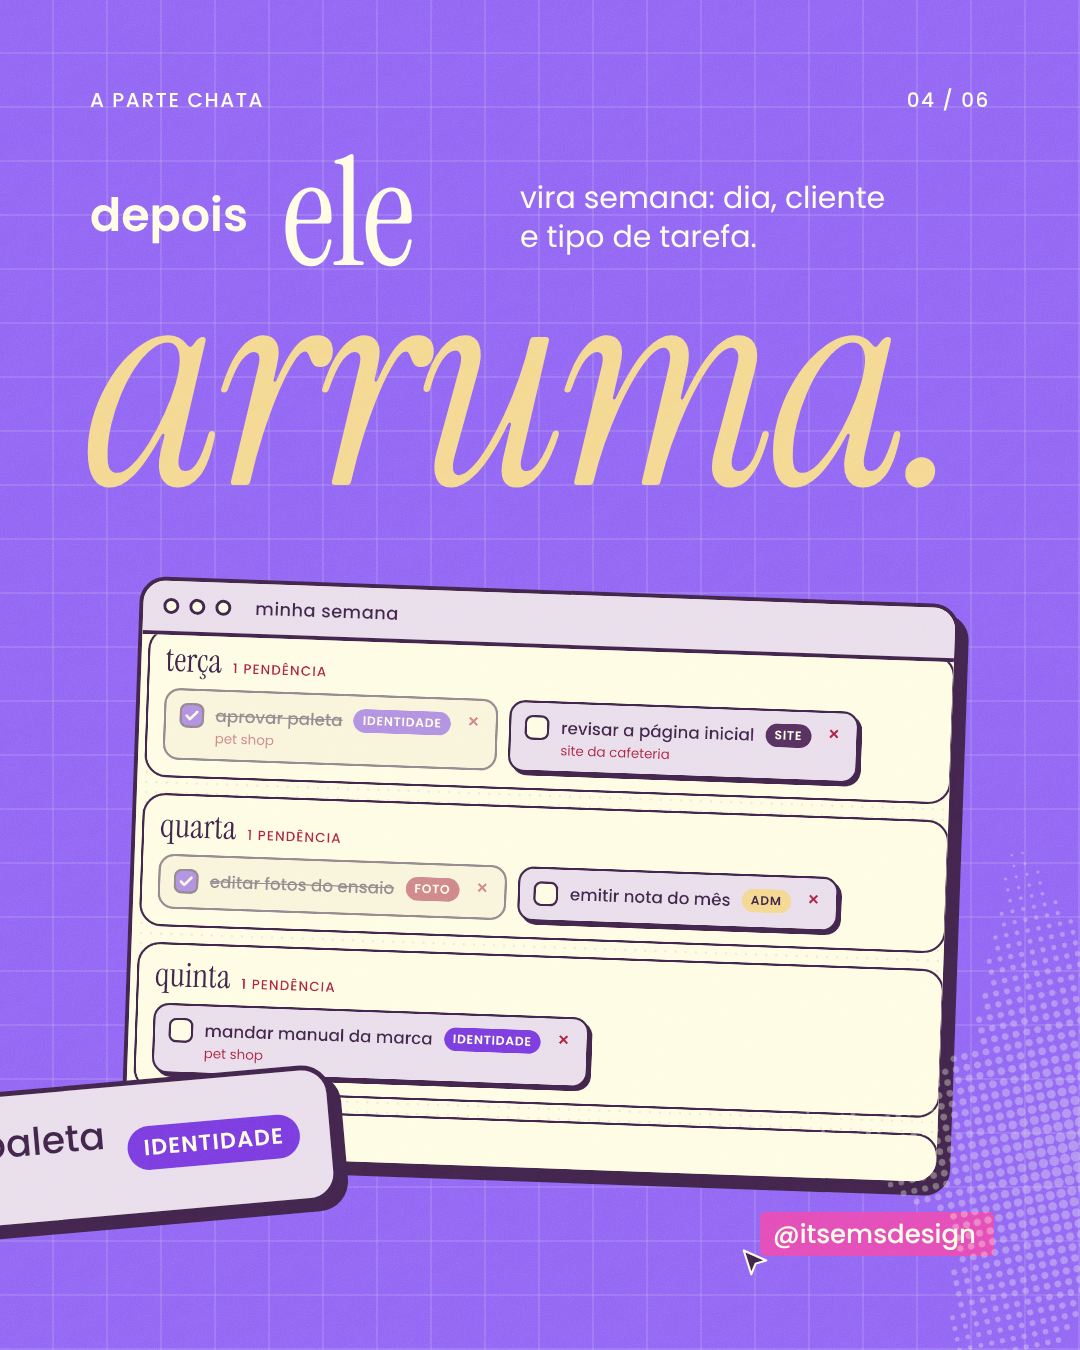 A PARTE CHATA
04 / 06
depois ele
vira semana: dia, cliente
e tipo de tarefa.
arruma.
minha semana
terça 1 PENDÊNCIA
aprovar paleta IDENTIDADE ×
pet shop
revisar a página inicial SITE ×
site da cafeteria
quarta 1 PENDÊNCIA
editar fotos do ensaio FOTO ×
emitir nota do mês ADM ×
quinta 1 PENDÊNCIA
mandar manual da marca IDENTIDADE ×
pet shop
paleta IDENTIDADE
@itsemsdesign